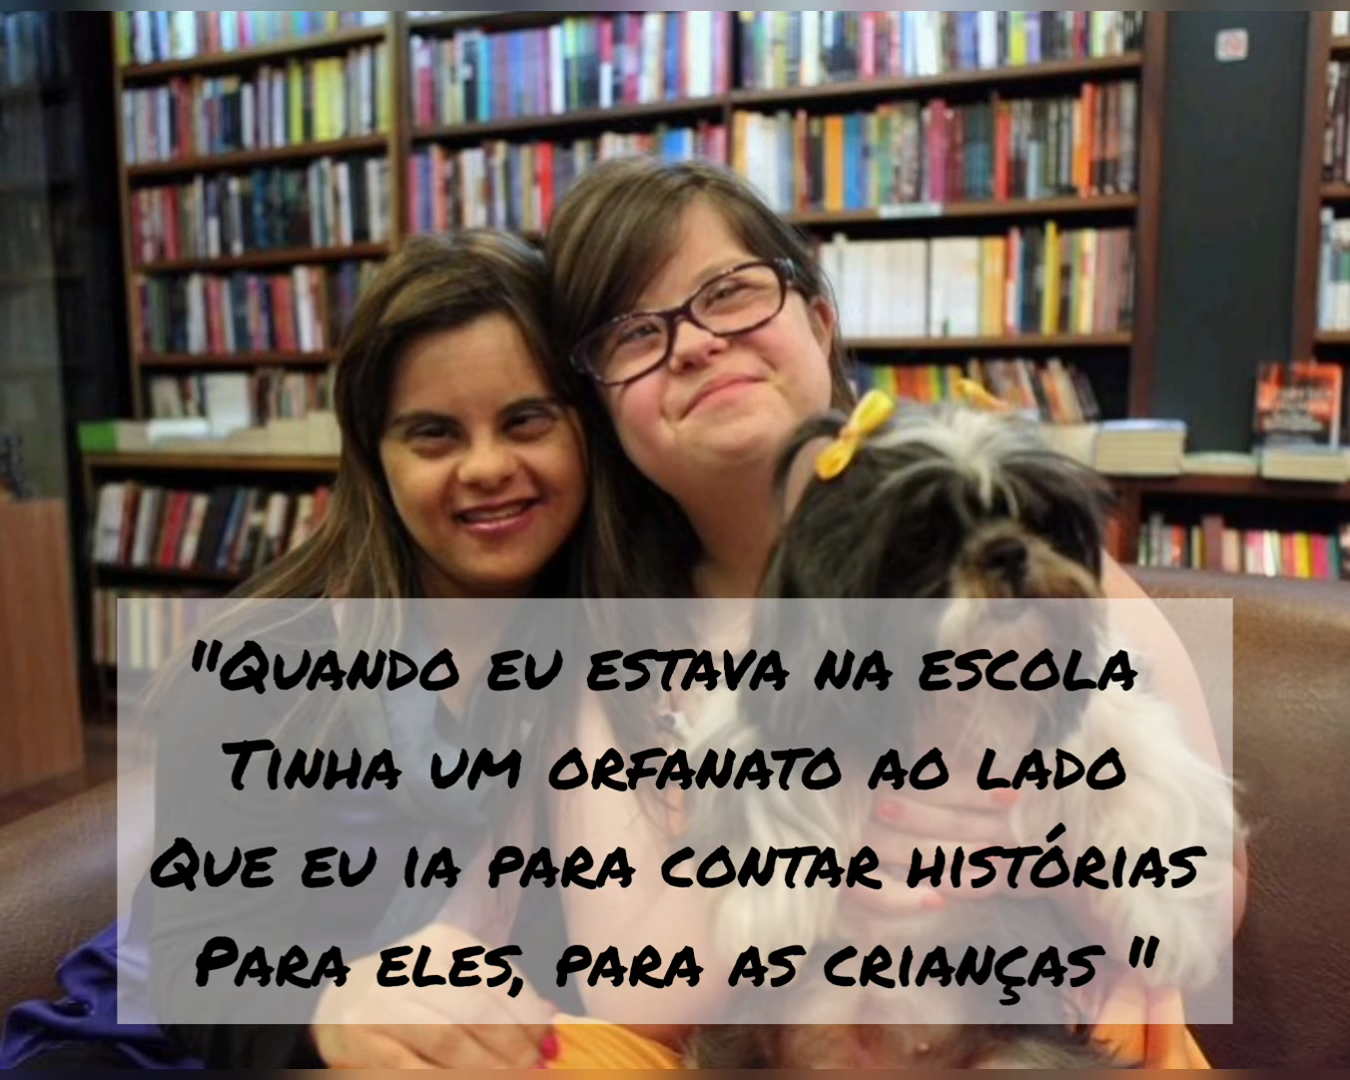 "Quando eu estava na escola
Tinha um orfanato ao lado
Que eu ia para contar histórias
Para eles, para as crianças "